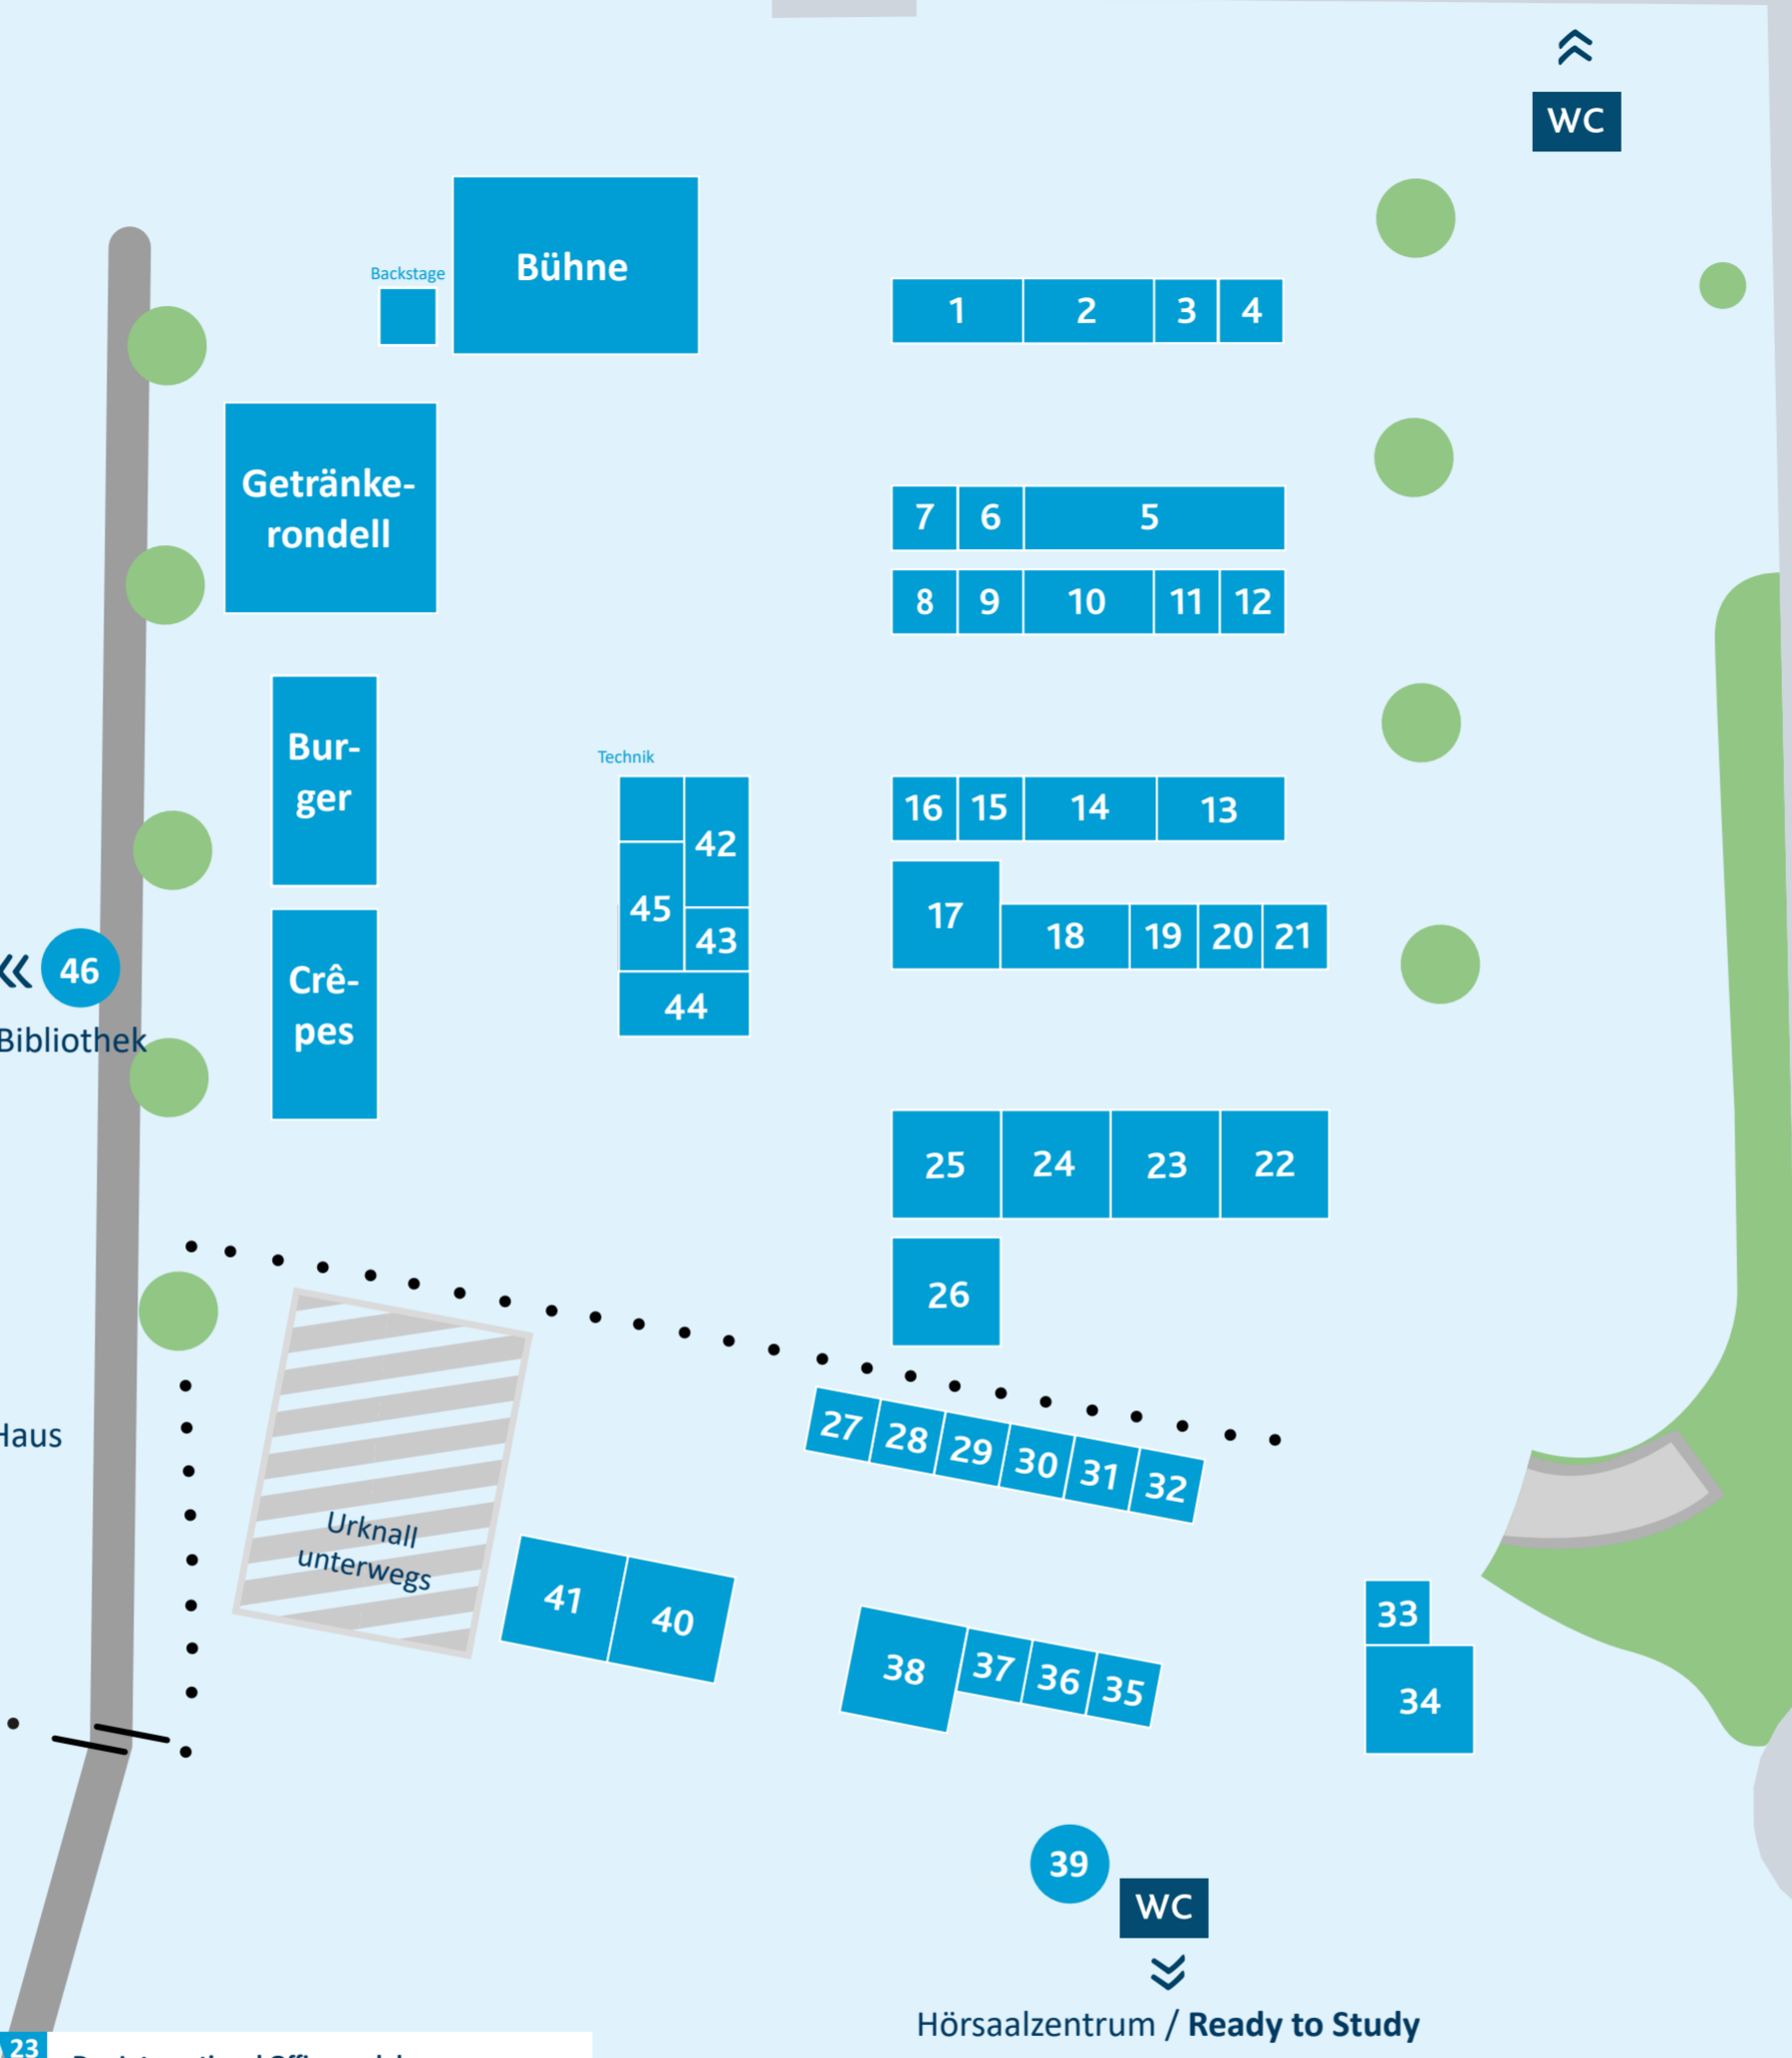 WC
Backstage
Bühne
1 2 3 4
Getränke-
rondell
7 6 5
8 9 10 11 12
Bur-
ger
Technik
42
45
43
44
16 15 14 13
17
18 19 20 21
46
Bibliothek
Crê-
pes
25 24 23 22
26
Haus
27 28 29 30 31 32
Urknall
unterwegs
41 40
38 37 36 35
33
34
39
WC
Hörsaalzentrum / Ready to Study
23